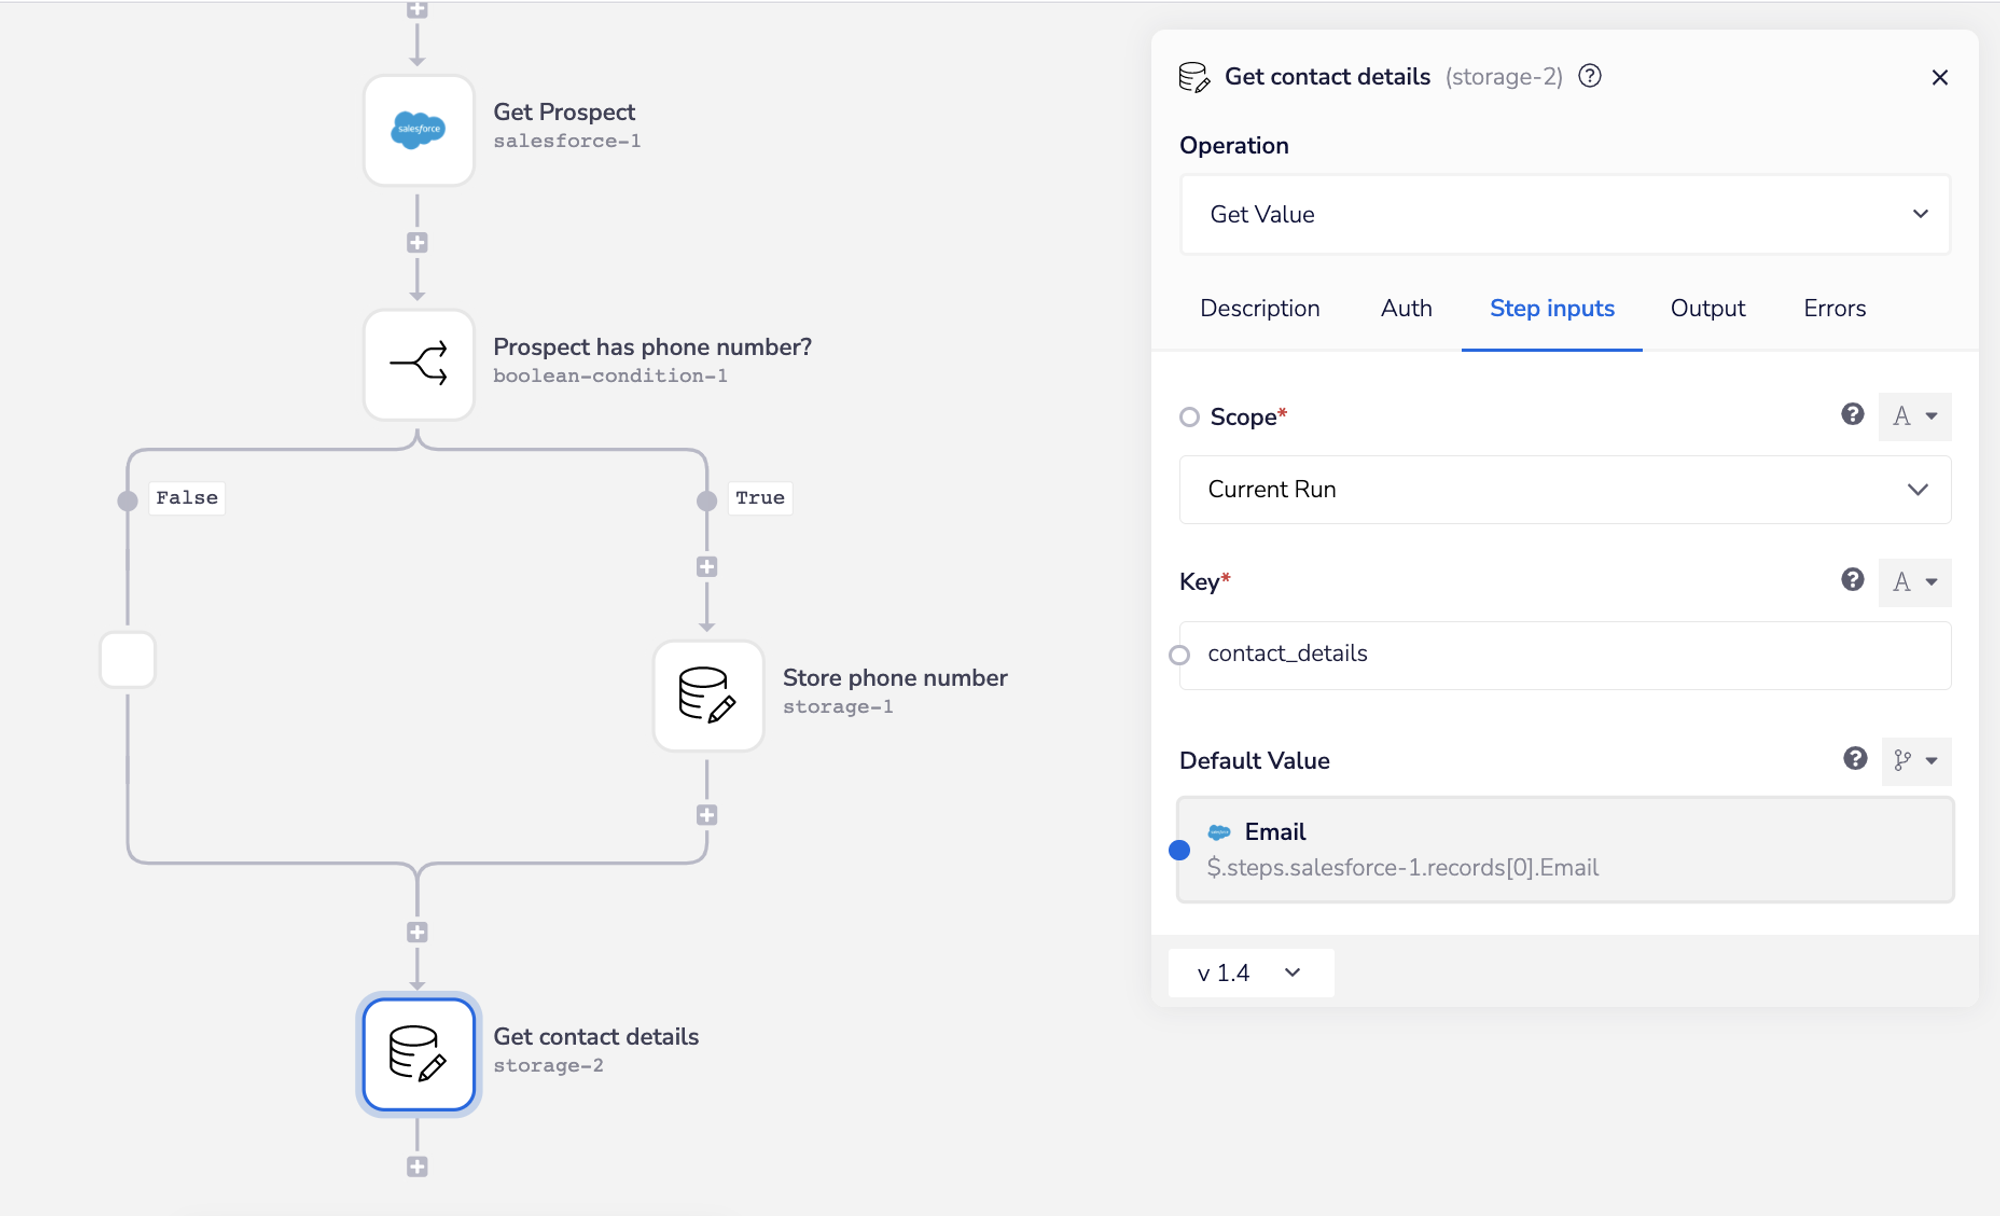 salesforce
Get Prospect
salesforce-1
Prospect has phone number?
boolean-condition-1
False
True
Store phone number
storage-1
Get contact details
storage-2
Get contact details (storage-2) ?
Operation
Get Value
Description Auth Step inputs Output Errors
Scope* ? A
Current Run
Key* ? A
contact_details
Default Value ?
Email
$.steps.salesforce-1.records[0].Email
v 1.4